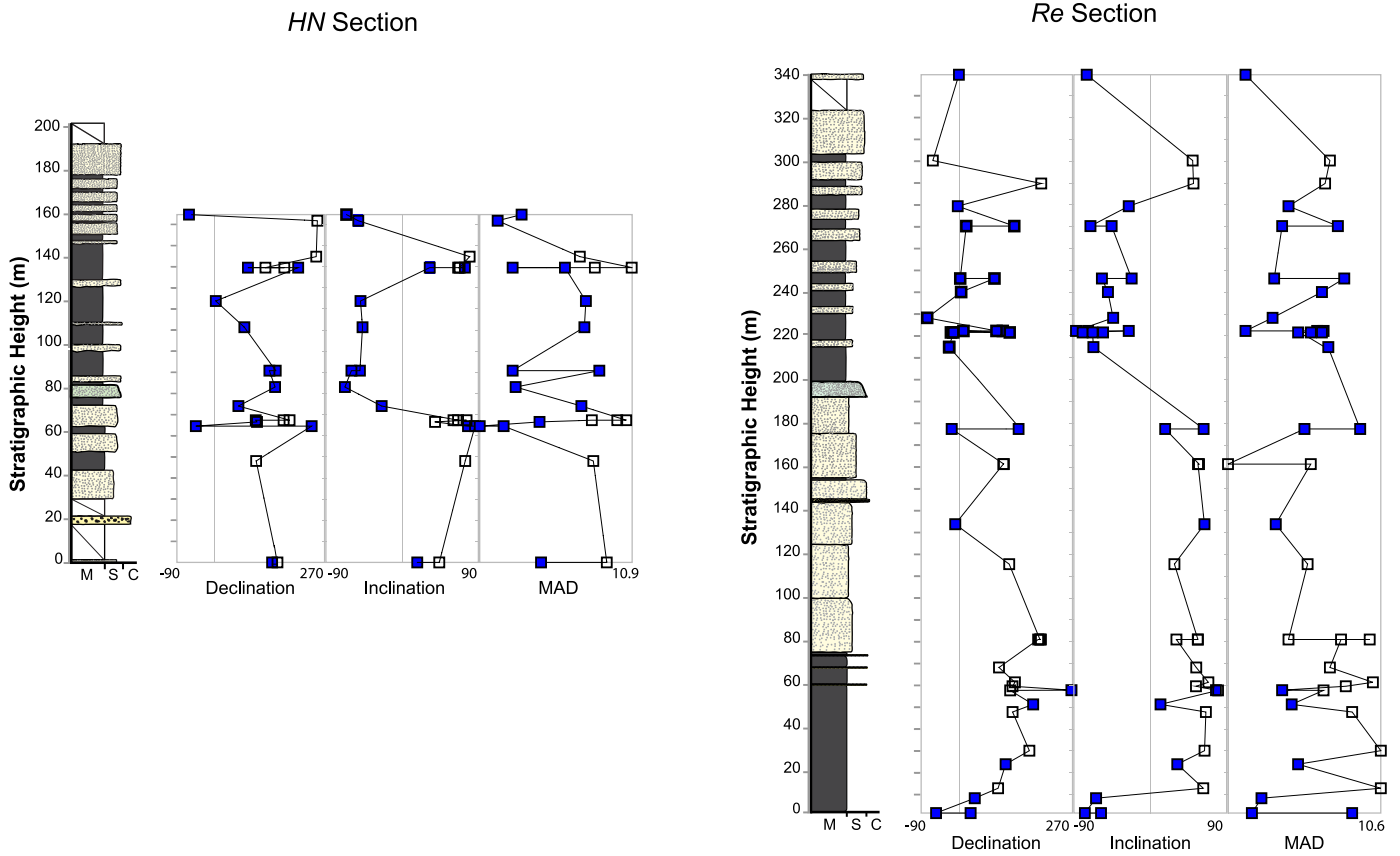 HN Section
Stratigraphic Height (m)
200
180
160
140
120
100
80
60
40
20
0
M S C
-90 270 -90 90 10.9
Declination Inclination MAD
Re Section
Stratigraphic Height (m)
340
320
300
280
260
240
220
200
180
160
140
120
100
80
60
40
20
0
M S C
-90 270 -90 90 10.6
Declination Inclination MAD